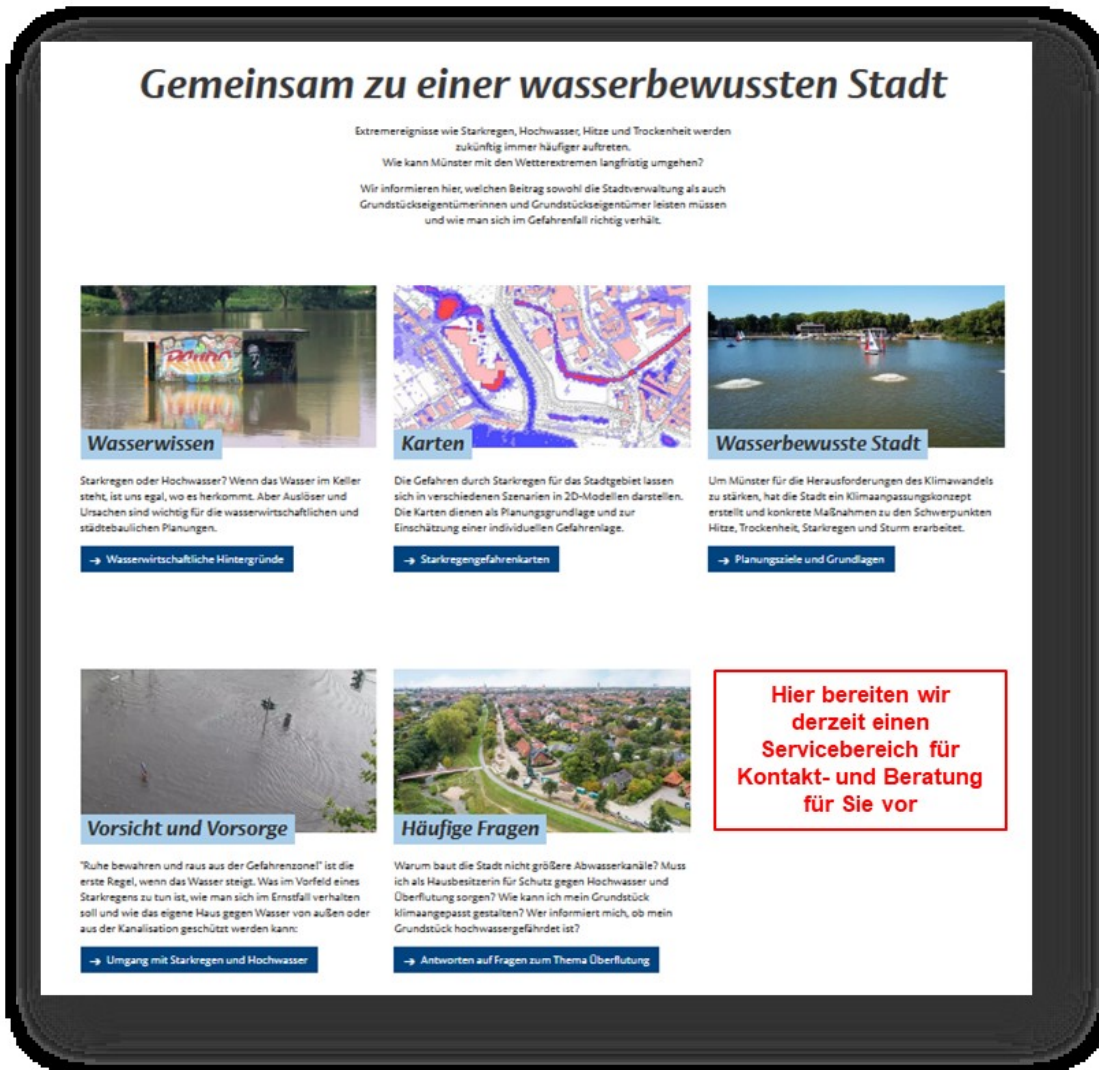 Gemeinsam zu einer wasserbewussten Stadt
Extremereignisse wie Starkregen, Hochwasser, Hitze und Trockenheit werden
zukünftig immer häufiger auftreten.
Wie kann Münster mit den Wetterextremen langfristig umgehen?
Wir informieren hier, welchen Beitrag sowohl die Stadtverwaltung als auch
Grundstückseigentümerinnen und Grundstückseigentümer leisten müssen
und wie man sich im Gefahrenfall richtig verhält.
Wasserwissen
Starkregen oder Hochwasser? Wenn das Wasser im Keller
steht, ist uns egal, wo es herkommt. Aber Auslöser und
Ursachen sind wichtig für die wasserwirtschaftlichen und
städtebaulichen Planungen.
→ Wasserwirtschaftliche Hintergründe
Karten
Die Gefahren durch Starkregen für das Stadtgebiet lassen
sich in verschiedenen Szenarien in 2D-Modellen darstellen.
Die Karten dienen als Planungsgrundlage und zur
Einschätzung einer individuellen Gefahrenlage.
→ Starkregengefahrenkarten
Wasserbewusste Stadt
Um Münster für die Herausforderungen des Klimawandels
zu stärken, hat die Stadt ein Klimaanpassungskonzept
erstellt und konkrete Maßnahmen zu den Schwerpunkten
Hitze, Trockenheit, Starkregen und Sturm erarbeitet.
→ Planungsziele und Grundlagen
Vorsicht und Vorsorge
"Ruhe bewahren und raus aus der Gefahrenzone!" ist die
erste Regel, wenn das Wasser steigt. Was im Vorfeld eines
Starkregens zu tun ist, wie man sich im Ernstfall verhalten
soll und wie das eigene Haus gegen Wasser von außen oder
aus der Kanalisation geschützt werden kann:
→ Umgang mit Starkregen und Hochwasser
Häufige Fragen
Warum baut die Stadt nicht größere Abwasserkanäle? Muss
ich als Hausbesitzerin für Schutz gegen Hochwasser und
Überflutung sorgen? Wie kann ich mein Grundstück
klimaangepasst gestalten? Wer informiert mich, ob mein
Grundstück hochwassergefährdet ist?
→ Antworten auf Fragen zum Thema Überflutung
Hier bereiten wir
derzeit einen
Servicebereich für
Kontakt- und Beratung
für Sie vor